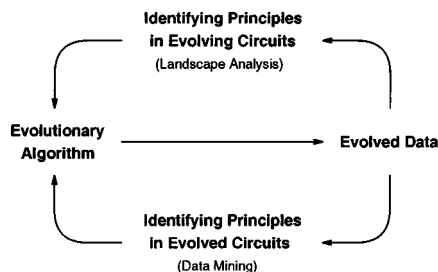 Identifying Principles
in Evolving Circuits
(Landscape Analysis)
Evolutionary
Algorithm
Evolved Data
Identifying Principles
in Evolved Circuits
(Data Mining)